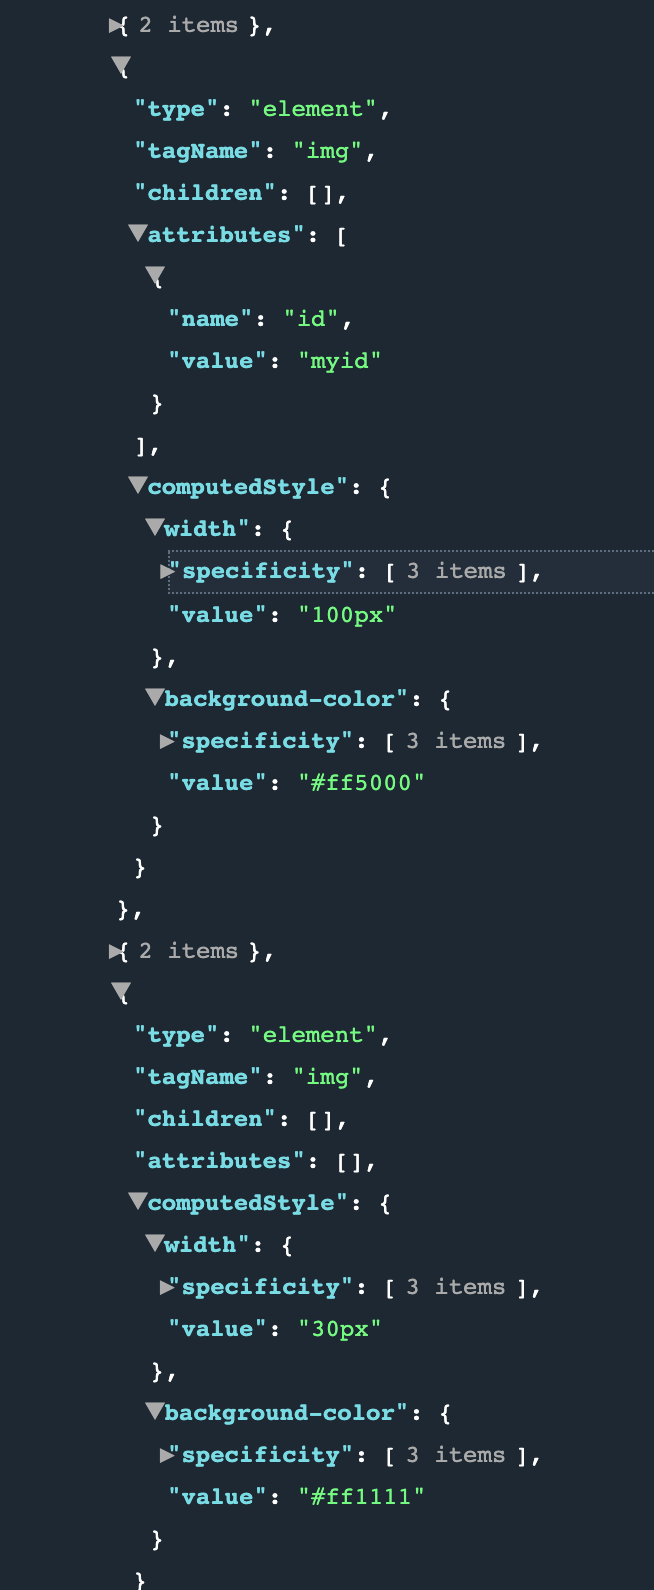 { 2 items },
{
"type": "element",
"tagName": "img",
"children": [],
attributes": [
{
"name": "id",
"value": "myid"
}
],
computedStyle": {
width": {
"specificity": [ 3 items ],
"value": "100px"
},
background-color": {
"specificity": [ 3 items ],
"value": "#ff5000"
}
}
},
{ 2 items },
{
"type": "element",
"tagName": "img",
"children": [],
"attributes": [],
computedStyle": {
width": {
"specificity": [ 3 items ],
"value": "30px"
},
background-color": {
"specificity": [ 3 items ],
"value": "#ff1111"
}
}